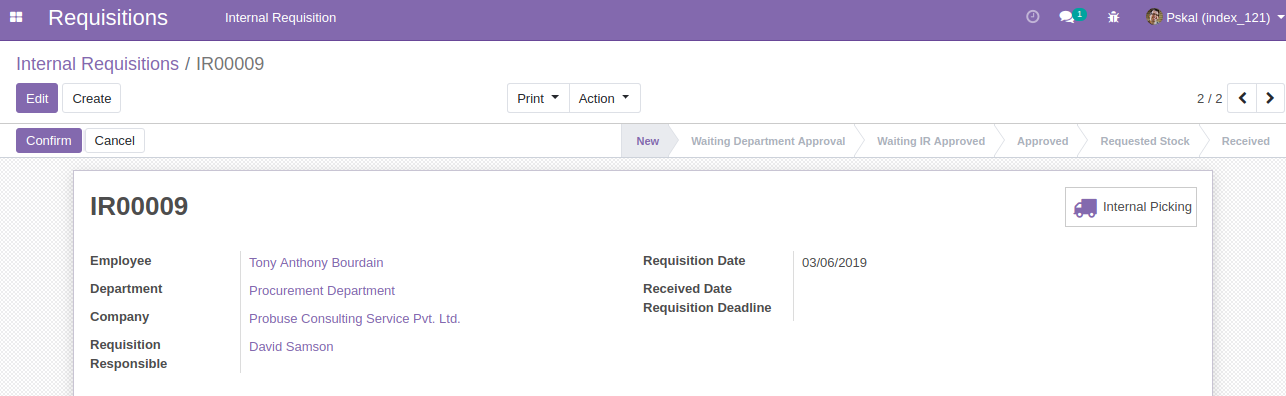 Requisitions Internal Requisition 1 Pskal (index_121)
Internal Requisitions / IR00009
Edit Create Print Action 2 / 2
Confirm Cancel New Waiting Department Approval Waiting IR Approved Approved Requested Stock Received
IR00009
Internal Picking
Employee Tony Anthony Bourdain
Department Procurement Department
Company Probuse Consulting Service Pvt. Ltd.
Requisition Responsible David Samson
Requisition Date 03/06/2019
Received Date
Requisition Deadline